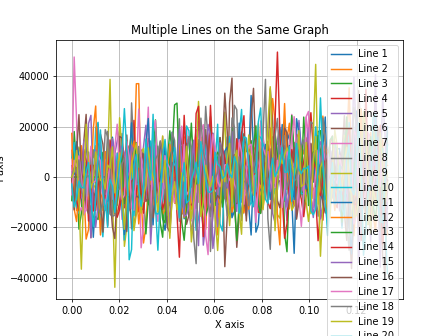 Multiple Lines on the Same Graph
40000
20000
0
−20000
−40000
axis
0.00
0.02
0.04
0.06
0.08
0.10
X axis
Line 1
Line 2
Line 3
Line 4
Line 5
Line 6
Line 7
Line 8
Line 9
Line 10
Line 11
Line 12
Line 13
Line 14
Line 15
Line 16
Line 17
Line 18
Line 19
Line 20